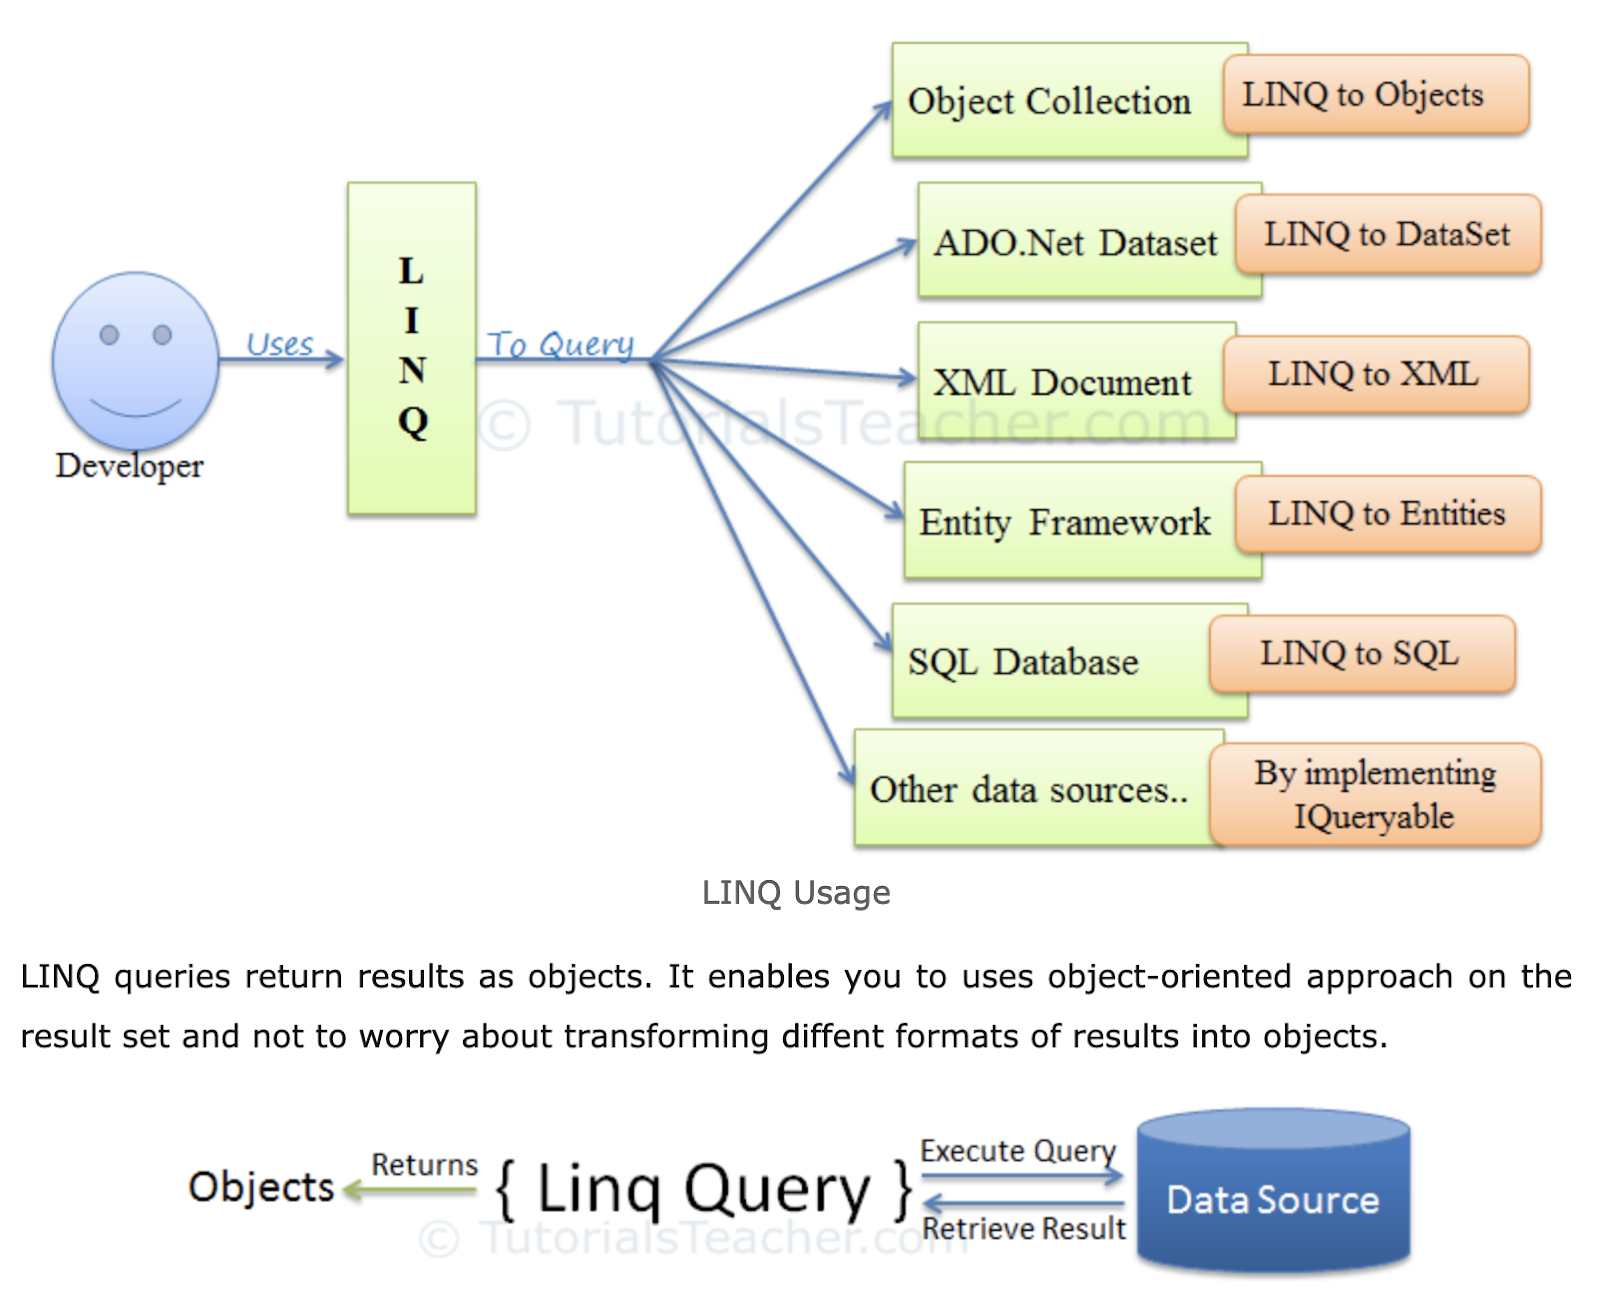 Object Collection
LINQ to Objects
ADO.Net Dataset
LINQ to DataSet
L
I
N
Q
Uses
To Query
XML Document
LINQ to XML
© TutorialsTeacher.com
Developer
Entity Framework
LINQ to Entities
SQL Database
LINQ to SQL
Other data sources..
By implementing
IQueryable
LINQ Usage
LINQ queries return results as objects. It enables you to uses object-oriented approach on the
result set and not to worry about transforming diffent formats of results into objects.
Objects
Returns
{ Linq Query }
Execute Query
Retrieve Result
Data Source
© TutorialsTeacher.com